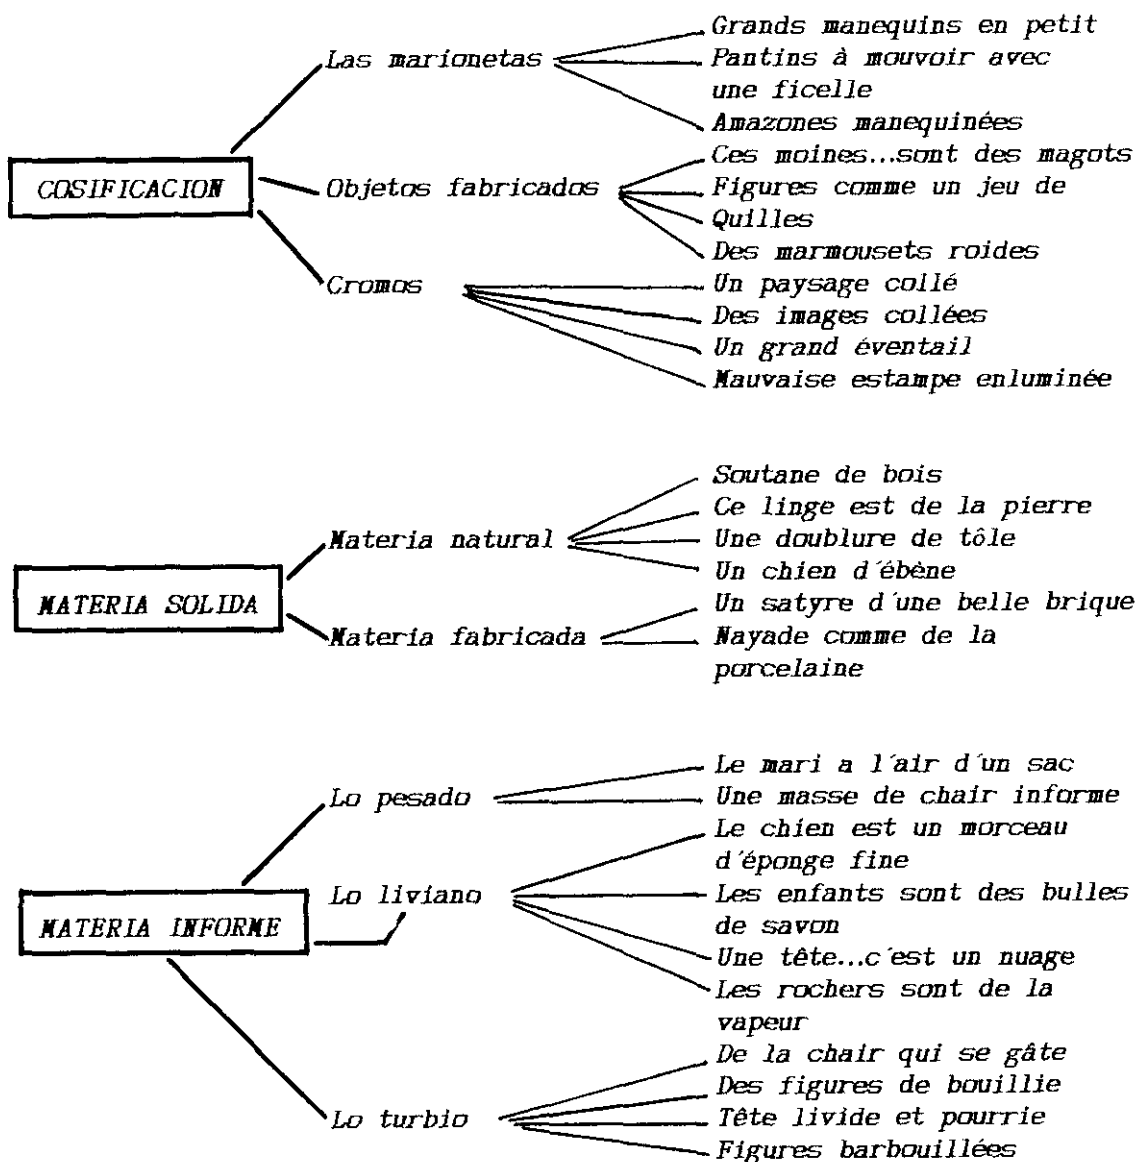 Grands manequins en petit
Las marionetas
Pantins à mouvoir avec
une ficelle
Amazones manequinées
COSIFICACION
Objetos fabricados
Ces moines...sont des magots
Figures comme un jeu de
Quilles
Des marmousets roides
Cromos
Un paysage collé
Des images collées
Un grand éventail
Mauvaise estampe enluminée
MATERIA SOLIDA
Materia natural
Soutane de bois
Ce linge est de la pierre
Une doublure de tôle
Un chien d´ébène
Materia fabricada
Un satyre d´une belle brique
Nayade comme de la
porcelaine
MATERIA INFORME
Lo pesado
Le mari a l´air d´un sac
Une masse de chair informe
Lo liviano
Le chien est un morceau
d´éponge fine
Les enfants sont des bulles
de savon
Une tête...c´est un nuage
Les rochers sont de la
vapeur
Lo turbio
De la chair qui se gâte
Des figures de bouillie
Tête livide et pourrie
Figures barbouillées